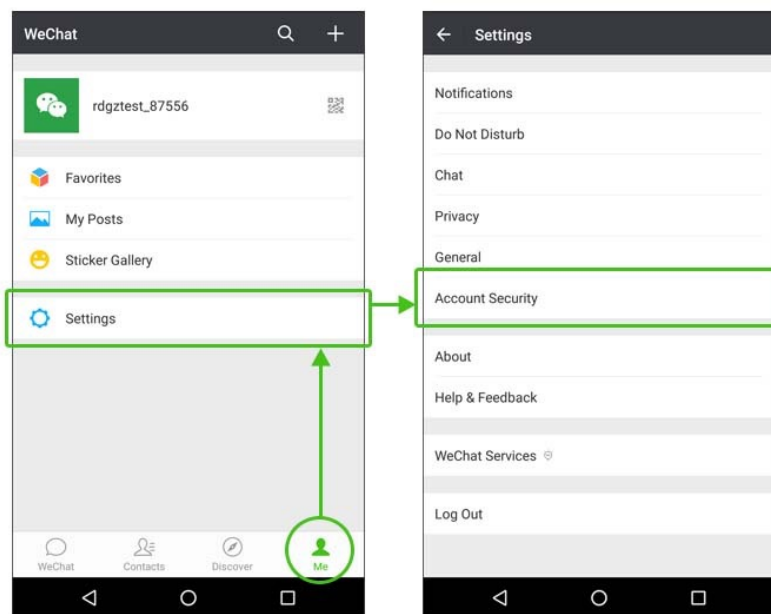 WeChat
rdgztest_87556
Favorites
My Posts
Sticker Gallery
Settings
WeChat
Contacts
Discover
Me
Settings
Notifications
Do Not Disturb
Chat
Privacy
General
Account Security
About
Help & Feedback
WeChat Services
Log Out